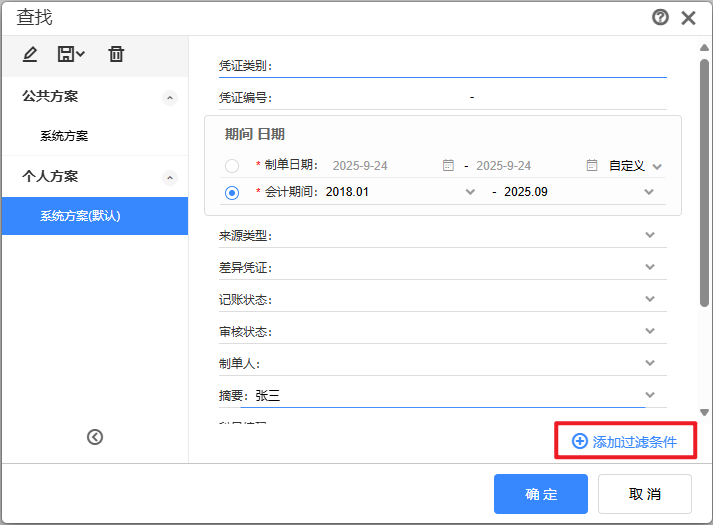 查找
公共方案
系统方案
个人方案
系统方案(默认)
凭证类别:
凭证编号: -
期间 日期
* 制单日期: 2025-9-24 - 2025-9-24 自定义
* 会计期间: 2018.01 - 2025.09
来源类型:
差异凭证:
记账状态:
审核状态:
制单人:
摘要: 张三
添加过滤条件
确 定
取 消